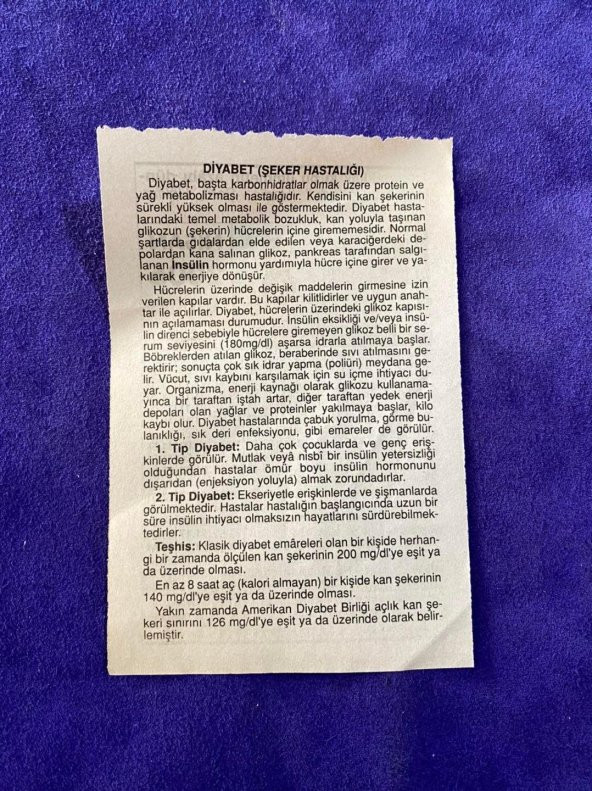 DİYABET (ŞEKER HASTALIĞI)
Diyabet, başta karbonhidratlar olmak üzere protein ve
yağ metabolizması hastalığıdır. Kendisini kan şekerinin
sürekli yüksek olması ile göstermektedir. Diyabet hasta-
larındaki temel metabolik bozukluk, kan yoluyla taşınan
glikozun (şekerin) hücrelerin içine girememesidir. Normal
şartlarda gıdalardan elde edilen veya karaciğerdeki de-
polardan kana salınan glikoz, pankreas tarafından salgı-
lanan İnsülin hormonu yardımıyla hücre içine girer ve ya-
kılarak enerjiye dönüşür.
Hücrelerin üzerinde değişik maddelerin girmesine izin
verilen kapılar vardır. Bu kapılar kilitlidirler ve uygun anah-
tar ile açılırlar. Diyabet, hücrelerin üzerindeki glikoz kapısı-
nın açılamaması durumudur. İnsülin eksikliği ve/veya insü-
lin direnci sebebiyle hücrelere giremeyen glikoz belli bir se-
rum seviyesini (180mg/dl) aşarsa idrarla atılmaya başlar.
Böbreklerden atılan glikoz, beraberinde sıvı atılmasını ge-
rektirir; sonuçta çok sık idrar yapma (poliüri) meydana ge-
lir. Vücut, sıvı kaybını karşılamak için su içme ihtiyacı du-
yar. Organizma, enerji kaynağı olarak glikozu kullanama-
yınca bir taraftan iştah artar, diğer taraftan yedek enerji
depoları olan yağlar ve proteinler yakılmaya başlar, kilo
kaybı olur. Diyabet hastalarında çabuk yorulma, görme bu-
lanıklığı, sık deri enfeksiyonu, gibi emareler de görülür.
1. Tip Diyabet: Daha çok çocuklarda ve genç eriş-
kinlerde görülür. Mutlak veyâ nisbî bir insülin yetersizliği
olduğundan hastalar ömür boyu insülin hormonunu
dışarıdan (enjeksiyon yoluyla) almak zorundadırlar.
2. Tip Diyabet: Ekseriyetle erişkinlerde ve şişmanlarda
görülmektedir. Hastalar hastalığın başlangıcında uzun bir
süre insülin ihtiyacı olmaksızın hayatlarını sürdürebilmek-
tedirler.
Teşhis: Klasik diyabet emâreleri olan bir kişide herhan-
gi bir zamanda ölçülen kan şekerinin 200 mg/dl'ye eşit ya
da üzerinde olması.
En az 8 saat aç (kalori almayan) bir kişide kan şekerinin
140 mg/dl'ye eşit ya da üzerinde olması.
Yakın zamanda Amerikan Diyabet Birliği açlık kan şe-
keri sınırını 126 mg/dl'ye eşit ya da üzerinde olarak belir-
lemiştir.